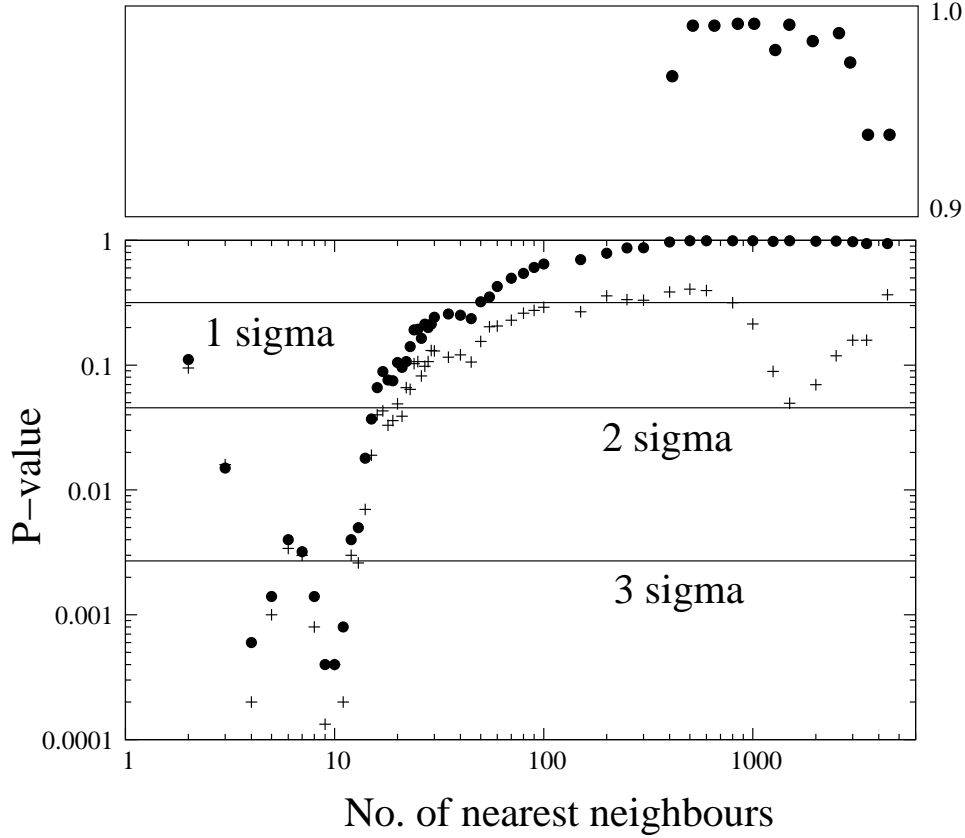 1.0
0.9
1
1 sigma
0.1
2 sigma
0.01
3 sigma
0.001
0.0001
P-value
1 10 100 1000
No. of nearest neighbours